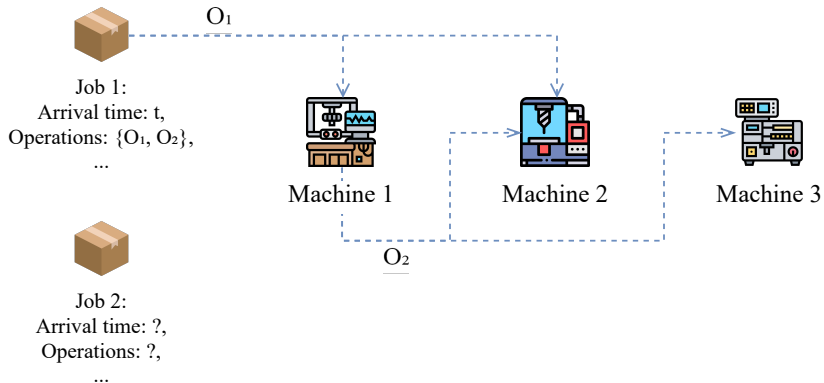 O₁
Job 1:
Arrival time: t,
Operations: {O₁, O₂},
...
Machine 1
Machine 2
Machine 3
O₂
Job 2:
Arrival time: ?,
Operations: ?,
...